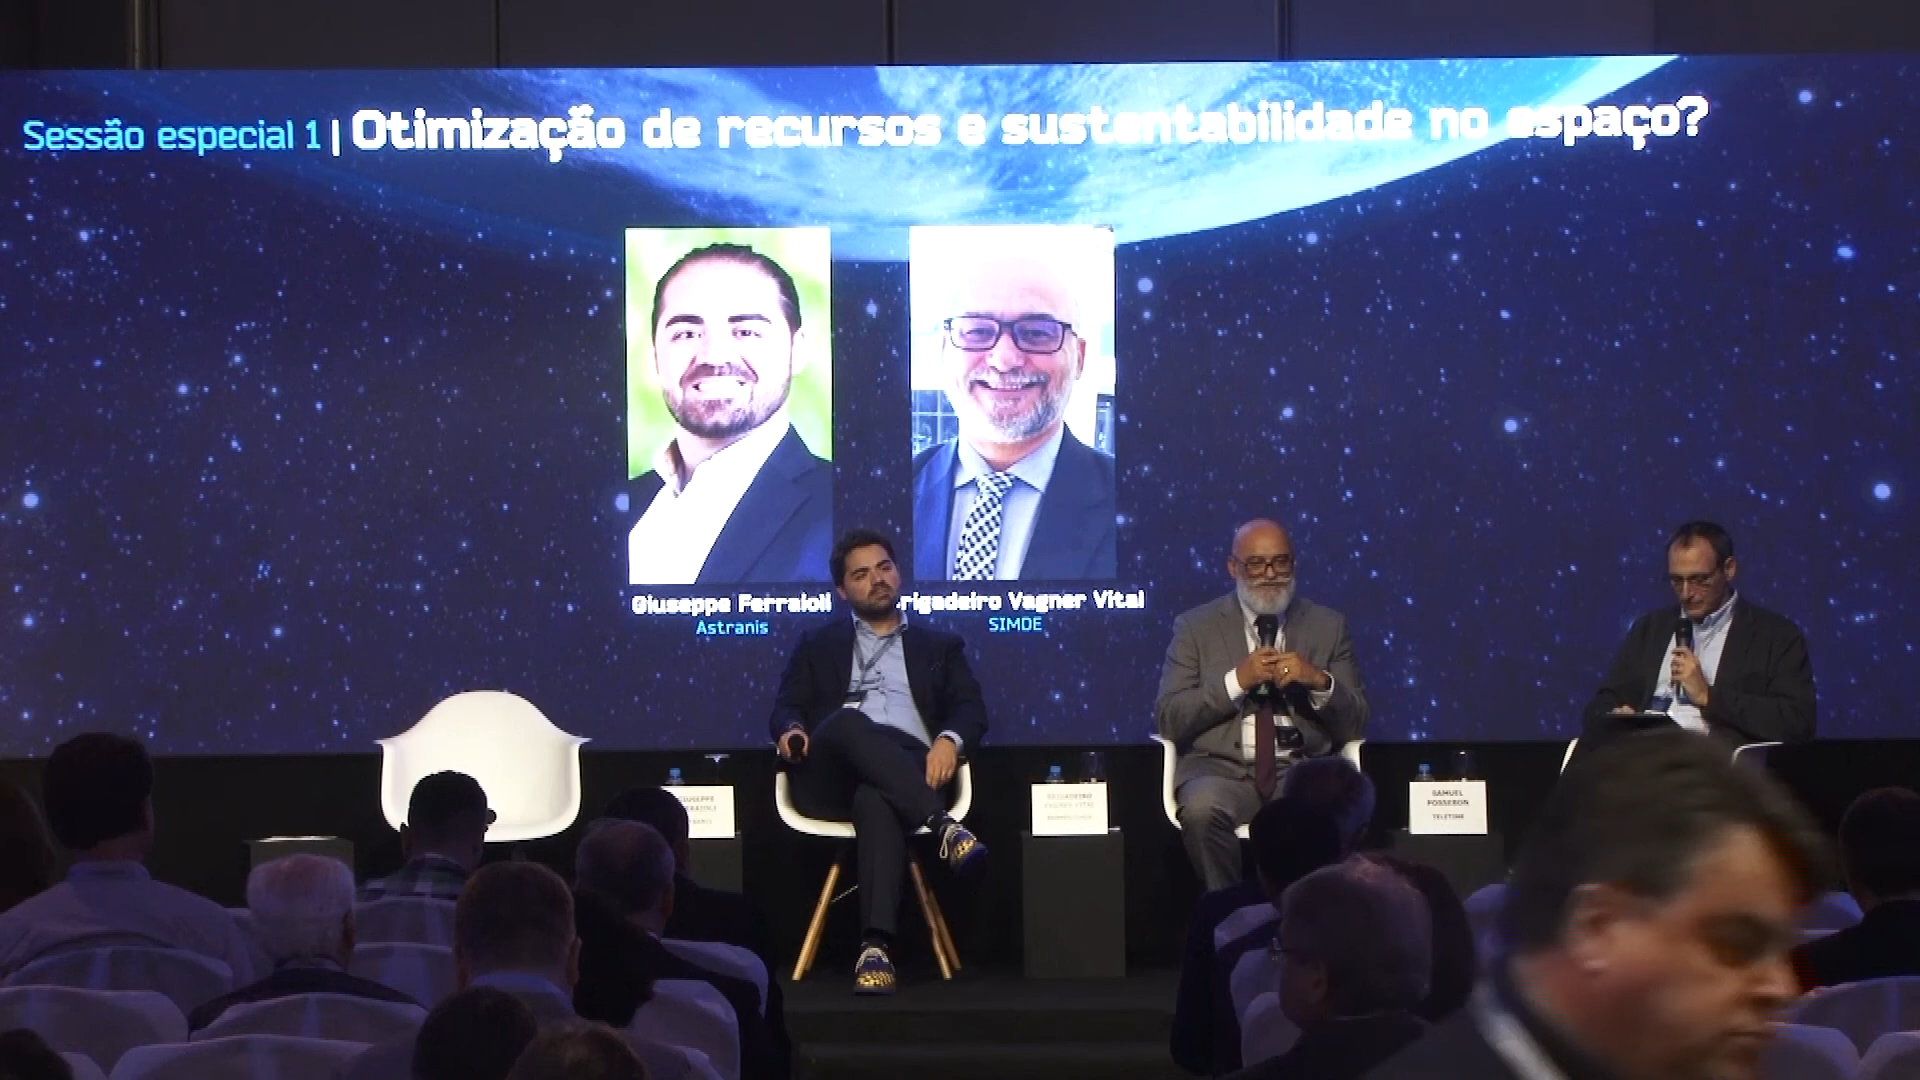 Sessão especial 1 | Otimização de recursos e sustentabilidade no espaço?
Giuseppe Ferraioli
Astranis
rigadeiro Vagner Vital
SIMDE
SAMUEL
POSSEBON
TELETIME